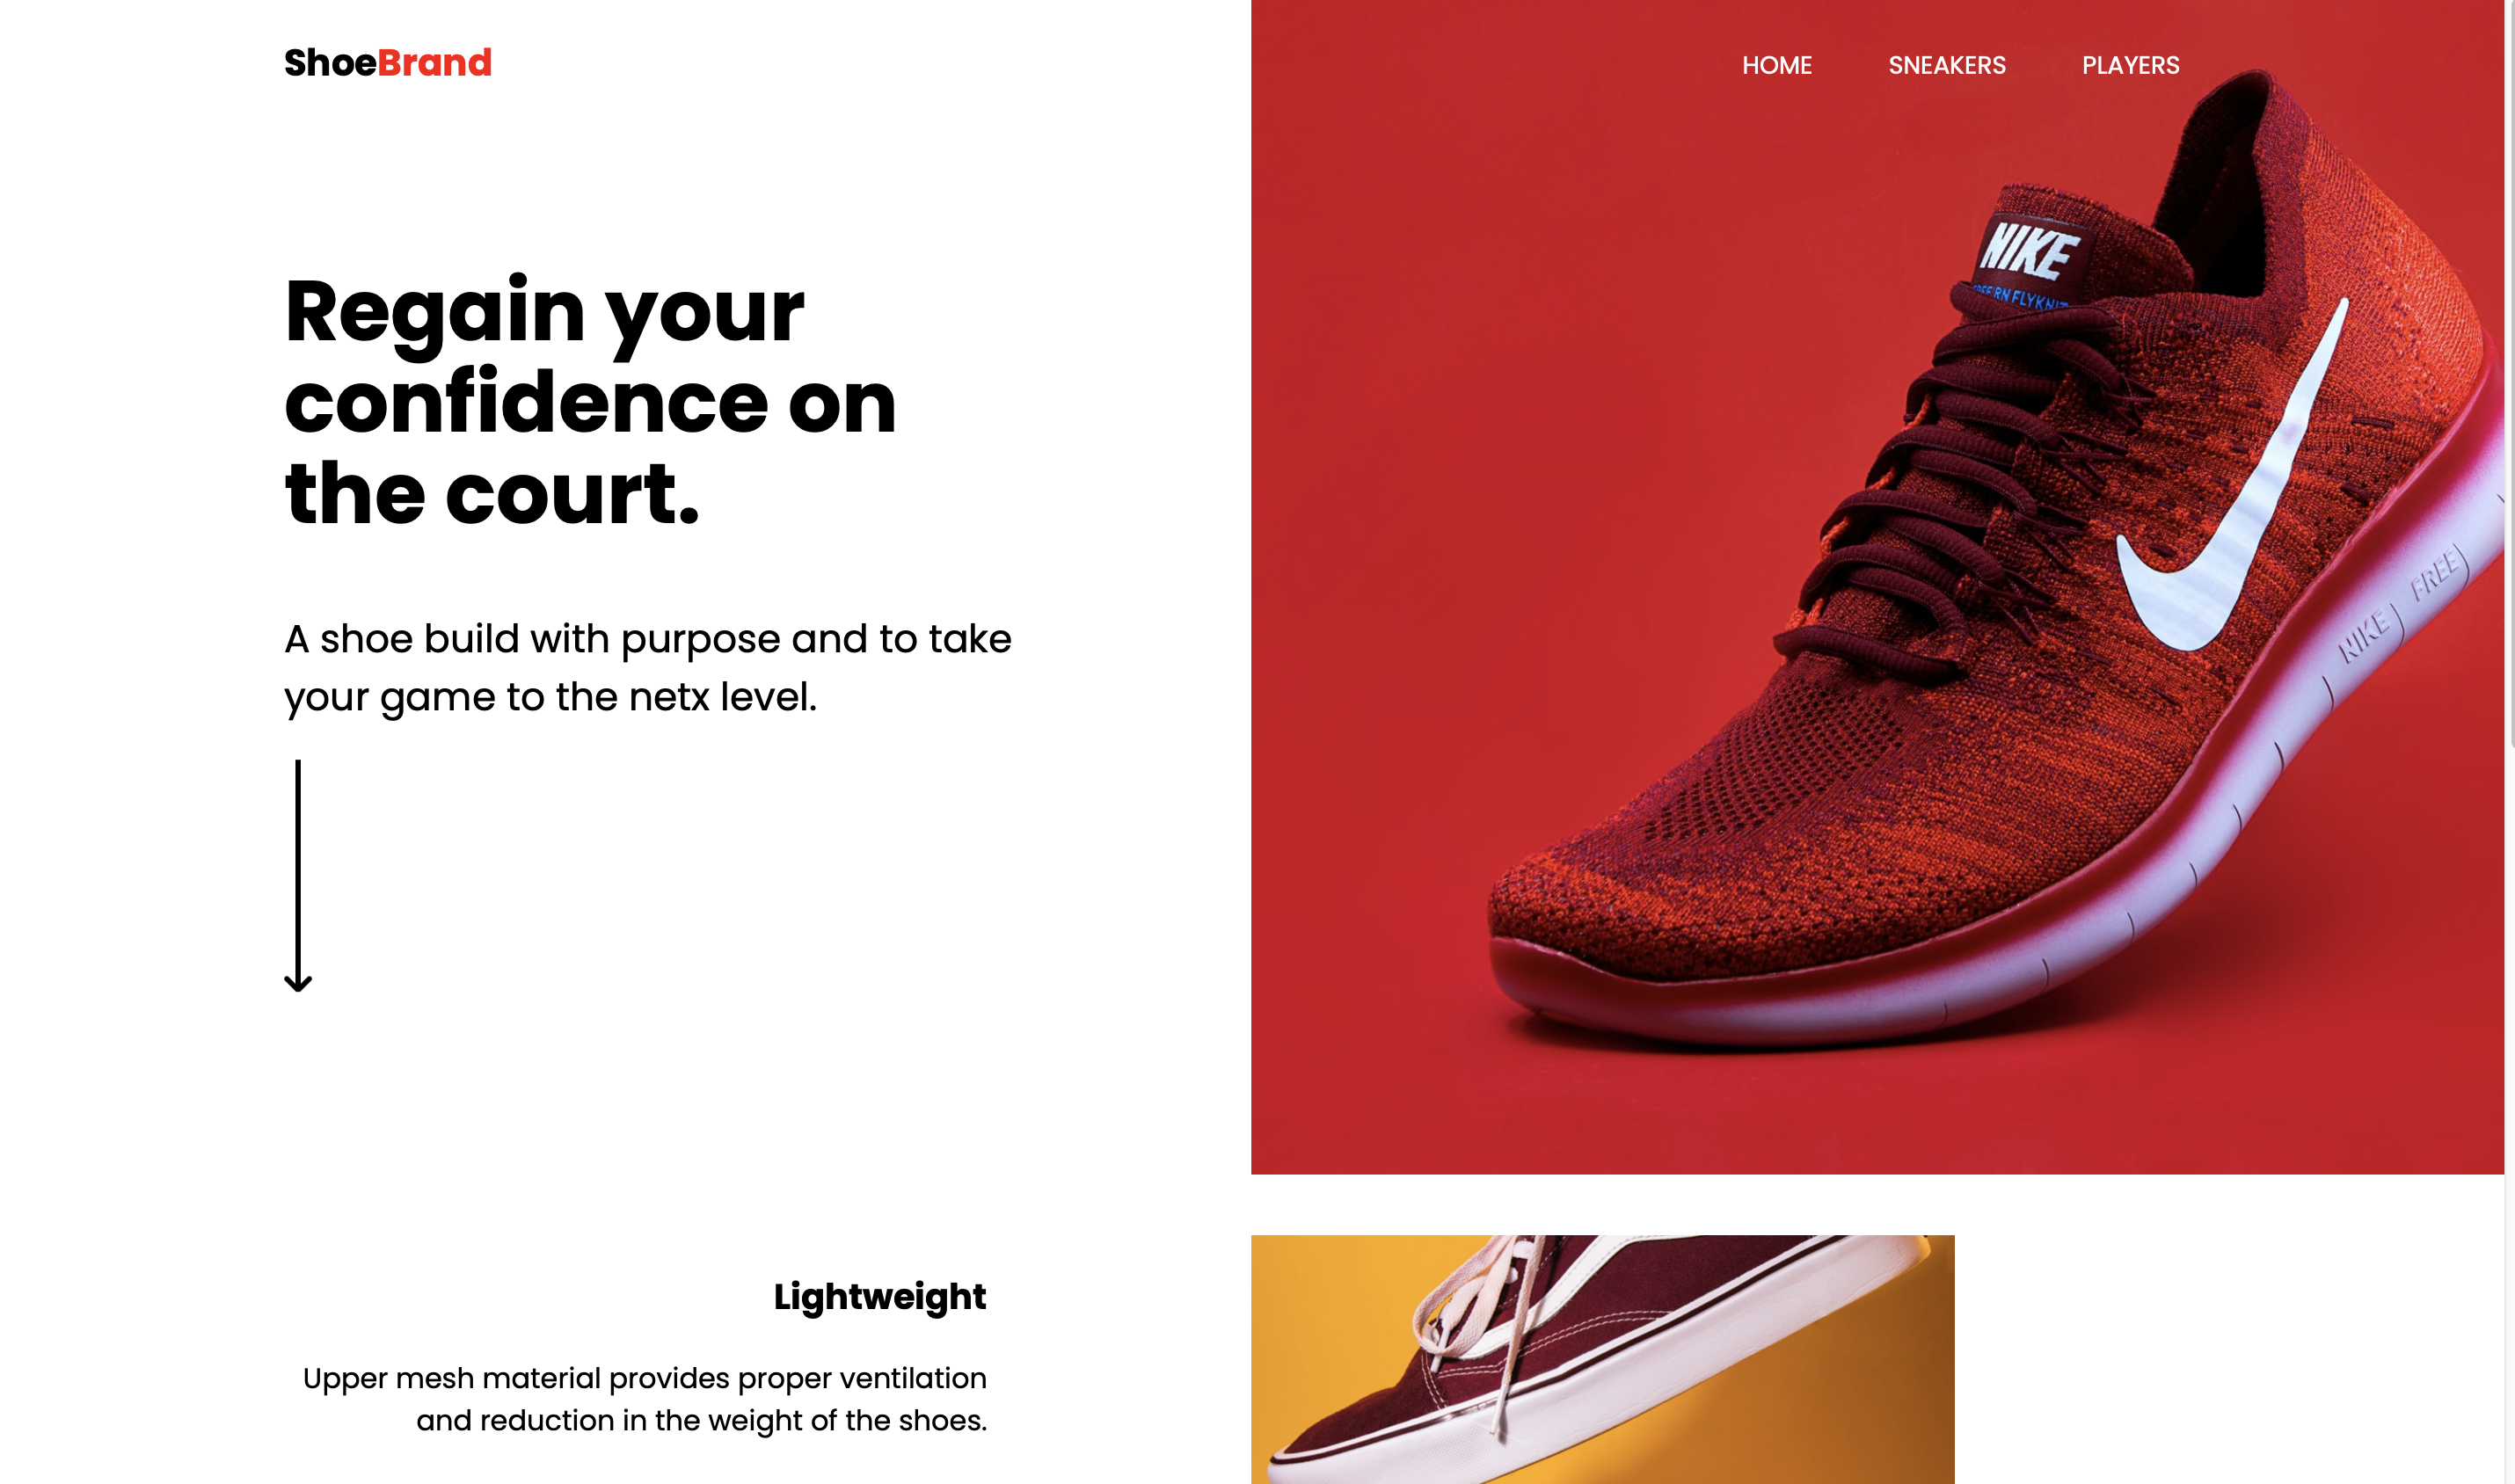 ShoeBrand
HOME SNEAKERS PLAYERS
Regain your
confidence on
the court.
A shoe build with purpose and to take
your game to the netx level.
NIKE
RN FLYKNIT
NIKE FREE
Lightweight
Upper mesh material provides proper ventilation
and reduction in the weight of the shoes.